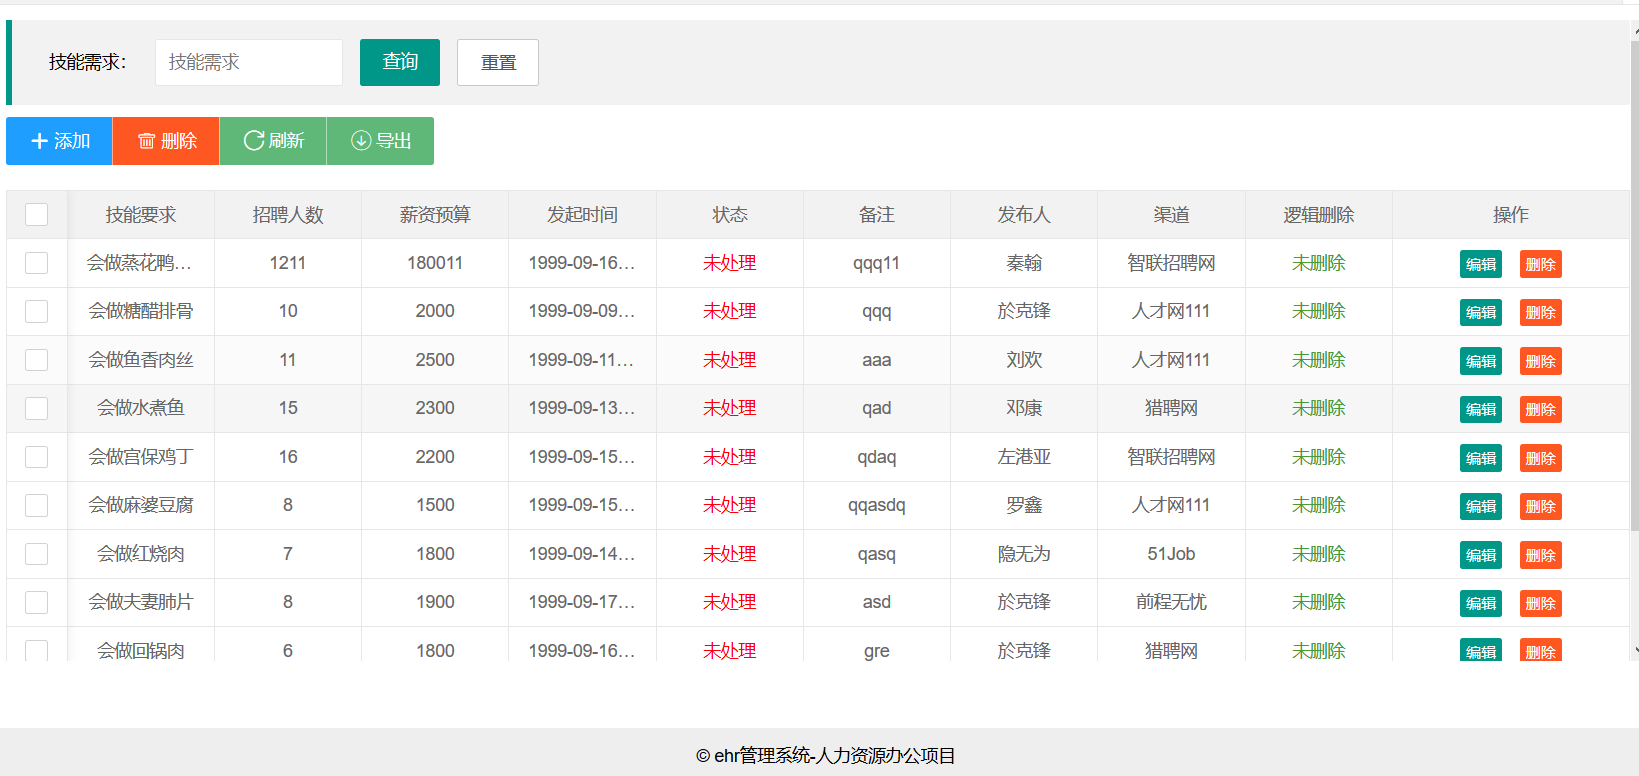 技能需求: 技能需求 查询 重置
添加 删除 刷新 导出
技能要求 招聘人数 薪资预算 发起时间 状态 备注 发布人 渠道 逻辑删除 操作
会做蒸花鸭... 1211 180011 1999-09-16... 未处理 qqq11 秦翰 智联招聘网 未删除 编辑 删除
会做糖醋排骨 10 2000 1999-09-09... 未处理 qqq 於克锋 人才网111 未删除 编辑 删除
会做鱼香肉丝 11 2500 1999-09-11... 未处理 aaa 刘欢 人才网111 未删除 编辑 删除
会做水煮鱼 15 2300 1999-09-13... 未处理 qad 邓康 猎聘网 未删除 编辑 删除
会做宫保鸡丁 16 2200 1999-09-15... 未处理 qdaq 左港亚 智联招聘网 未删除 编辑 删除
会做麻婆豆腐 8 1500 1999-09-15... 未处理 qqasdq 罗鑫 人才网111 未删除 编辑 删除
会做红烧肉 7 1800 1999-09-14... 未处理 qasq 隐无为 51Job 未删除 编辑 删除
会做夫妻肺片 8 1900 1999-09-17... 未处理 asd 於克锋 前程无忧 未删除 编辑 删除
会做回锅肉 6 1800 1999-09-16... 未处理 gre 於克锋 猎聘网 未删除 编辑 删除
© ehr管理系统-人力资源办公项目